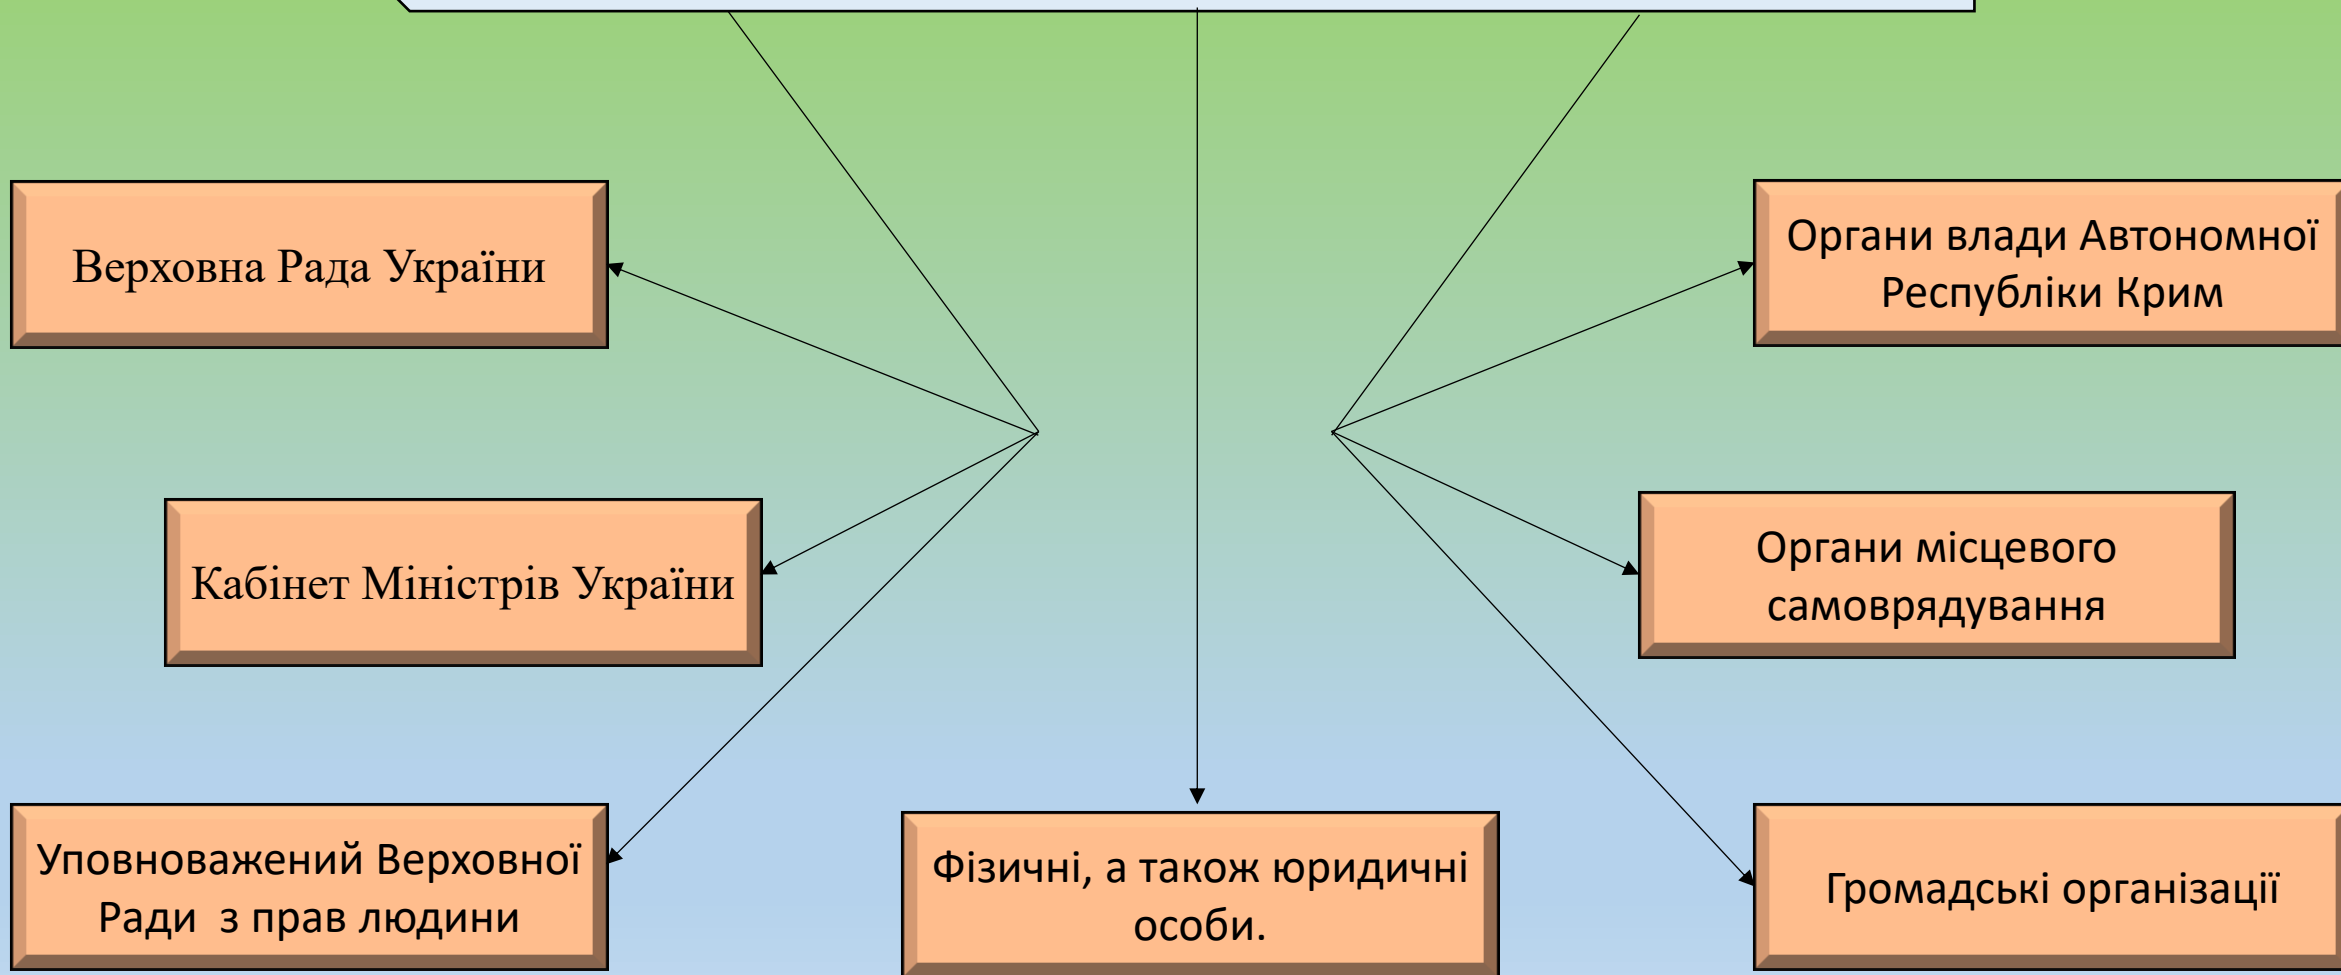 Верховна Рада України
Органи влади Автономної
Республіки Крим
Кабінет Міністрів України
Органи місцевого
самоврядування
Уповноважений Верховної
Ради  з прав людини
Фізичні, а також юридичні
особи.
Громадські організації